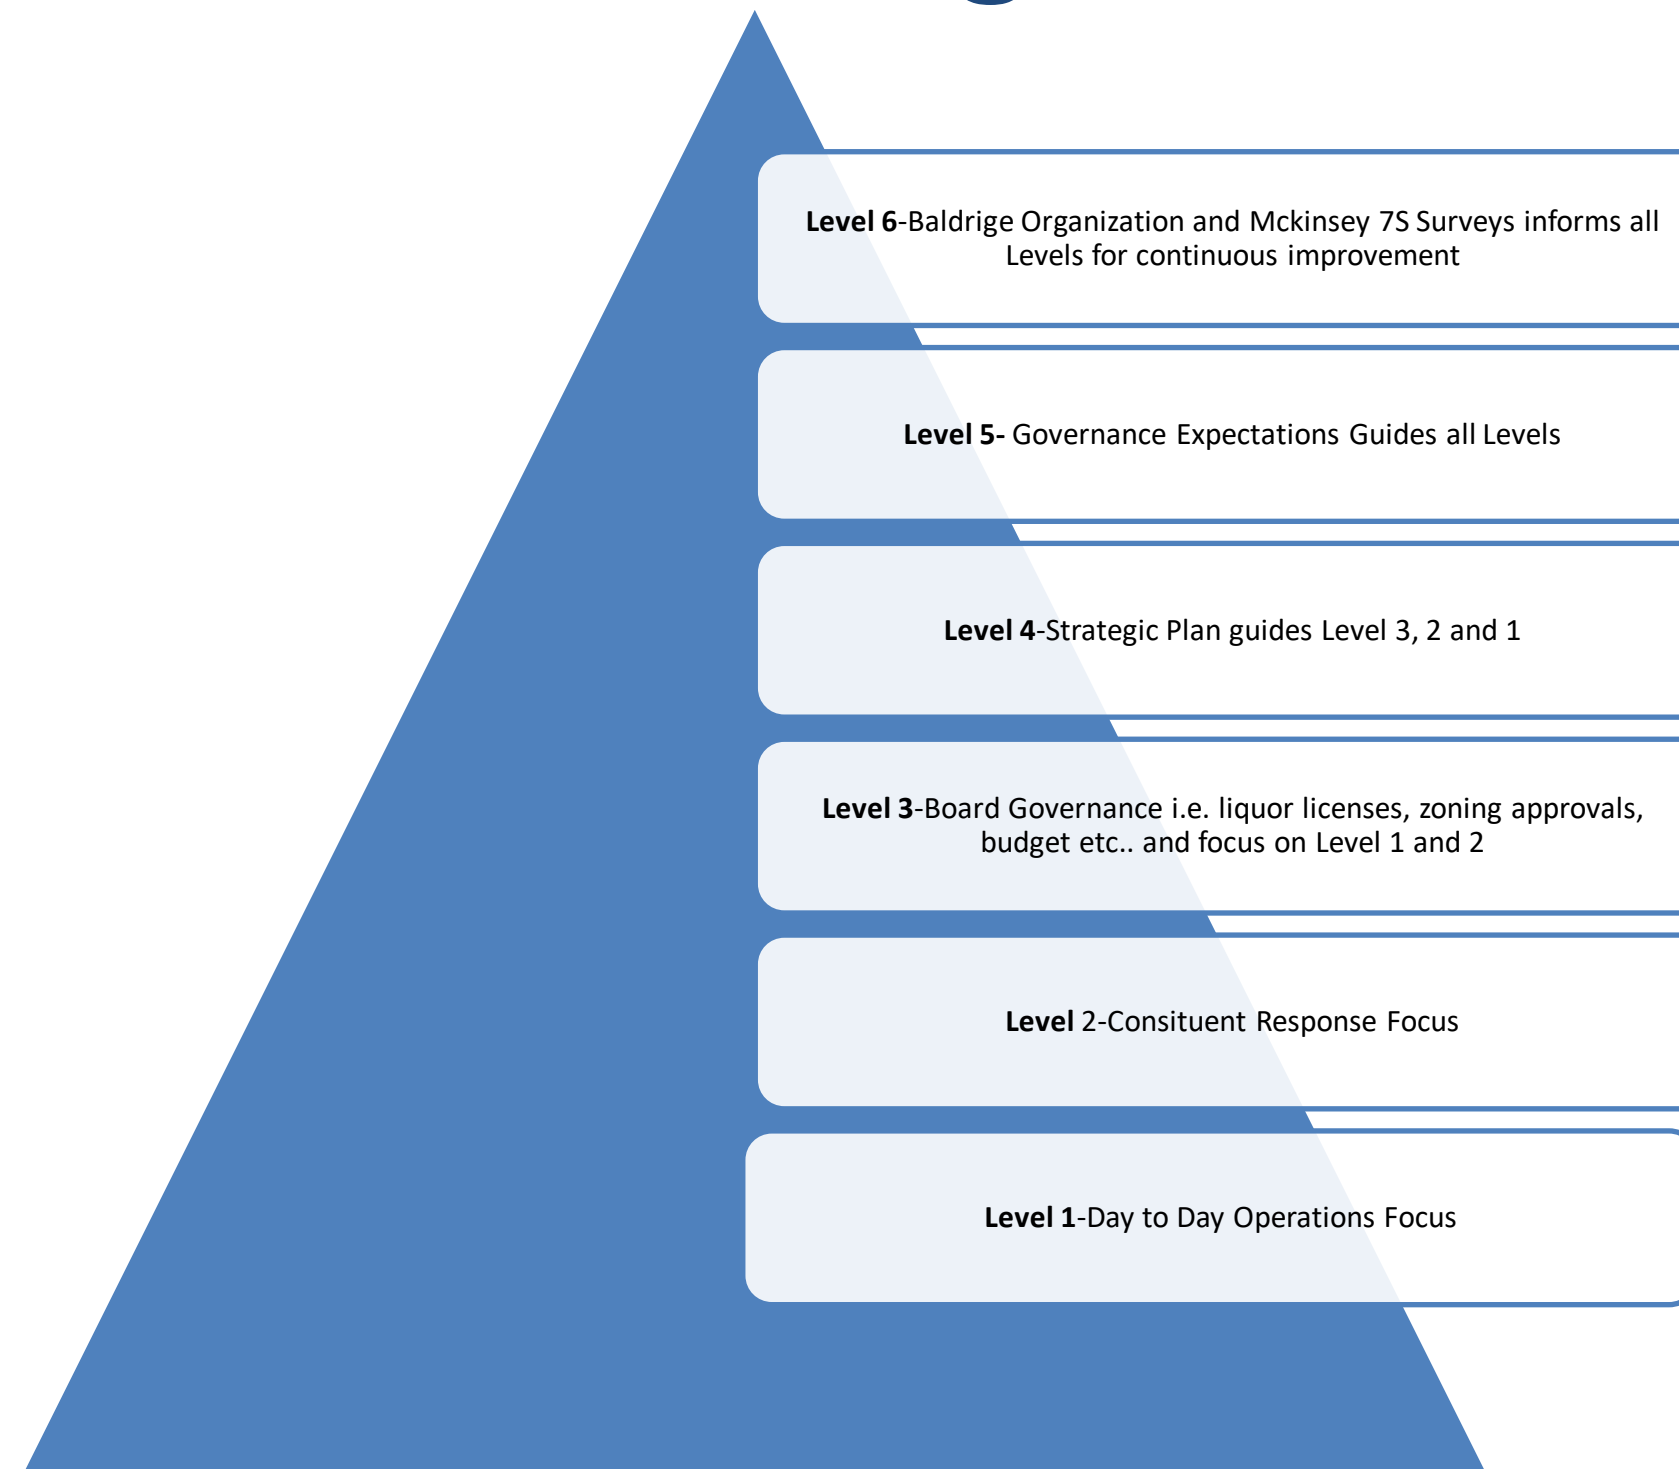 Level 6-Baldrige Organization and Mckinsey 7S Surveys informs all
Levels for continuous improvement
Level 5- Governance Expectations Guides all Levels
Level 4-Strategic Plan guides Level 3, 2 and 1
Level 3-Board Governance i.e. liquor licenses, zoning approvals,
budget etc.. and focus on Level 1 and 2
Level 2-Consituent Response Focus
Level 1-Day to Day Operations Focus